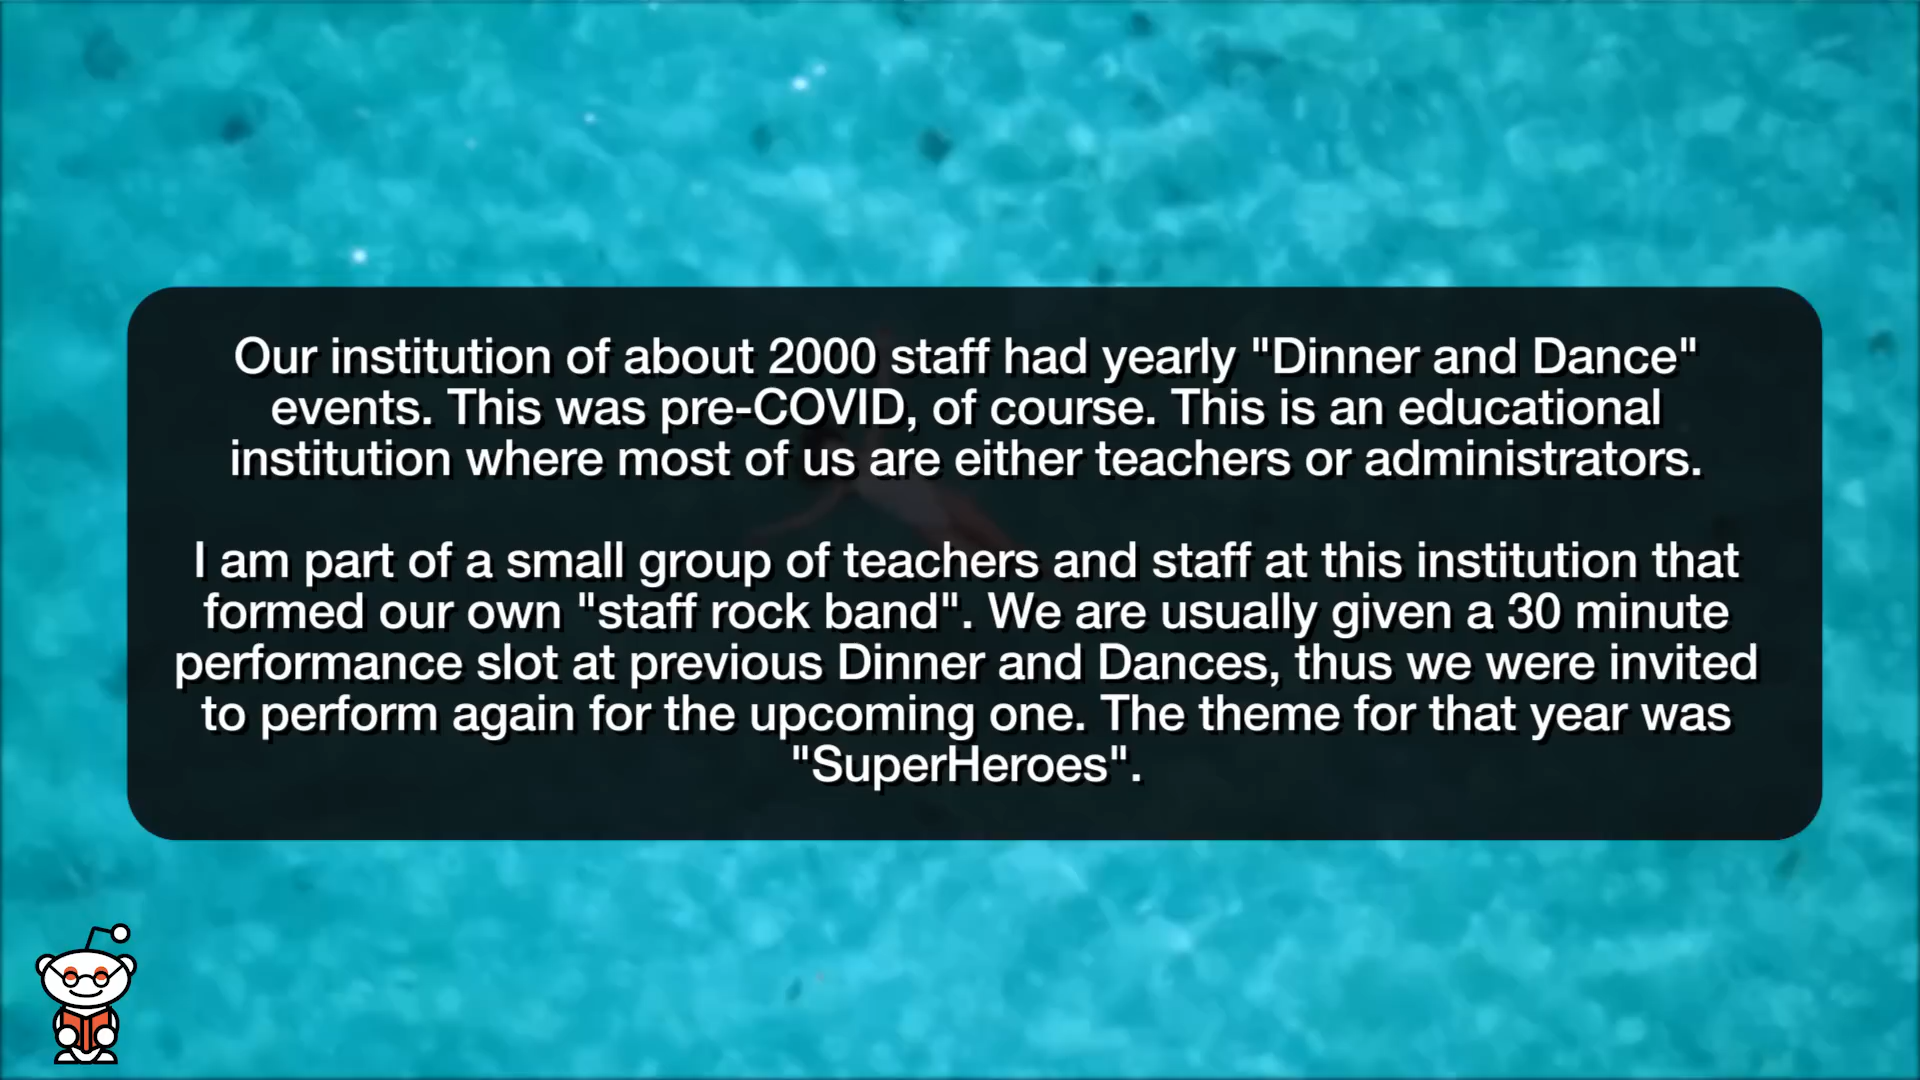 Our institution of about 2000 staff had yearly "Dinner and Dance"
events. This was pre-COVID, of course. This is an educational
institution where most of us are either teachers or administrators.
I am part of a small group of teachers and staff at this institution that
formed our own "staff rock band". We are usually given a 30 minute
performance slot at previous Dinner and Dances, thus we were invited
to perform again for the upcoming one. The theme for that year was
"SuperHeroes".